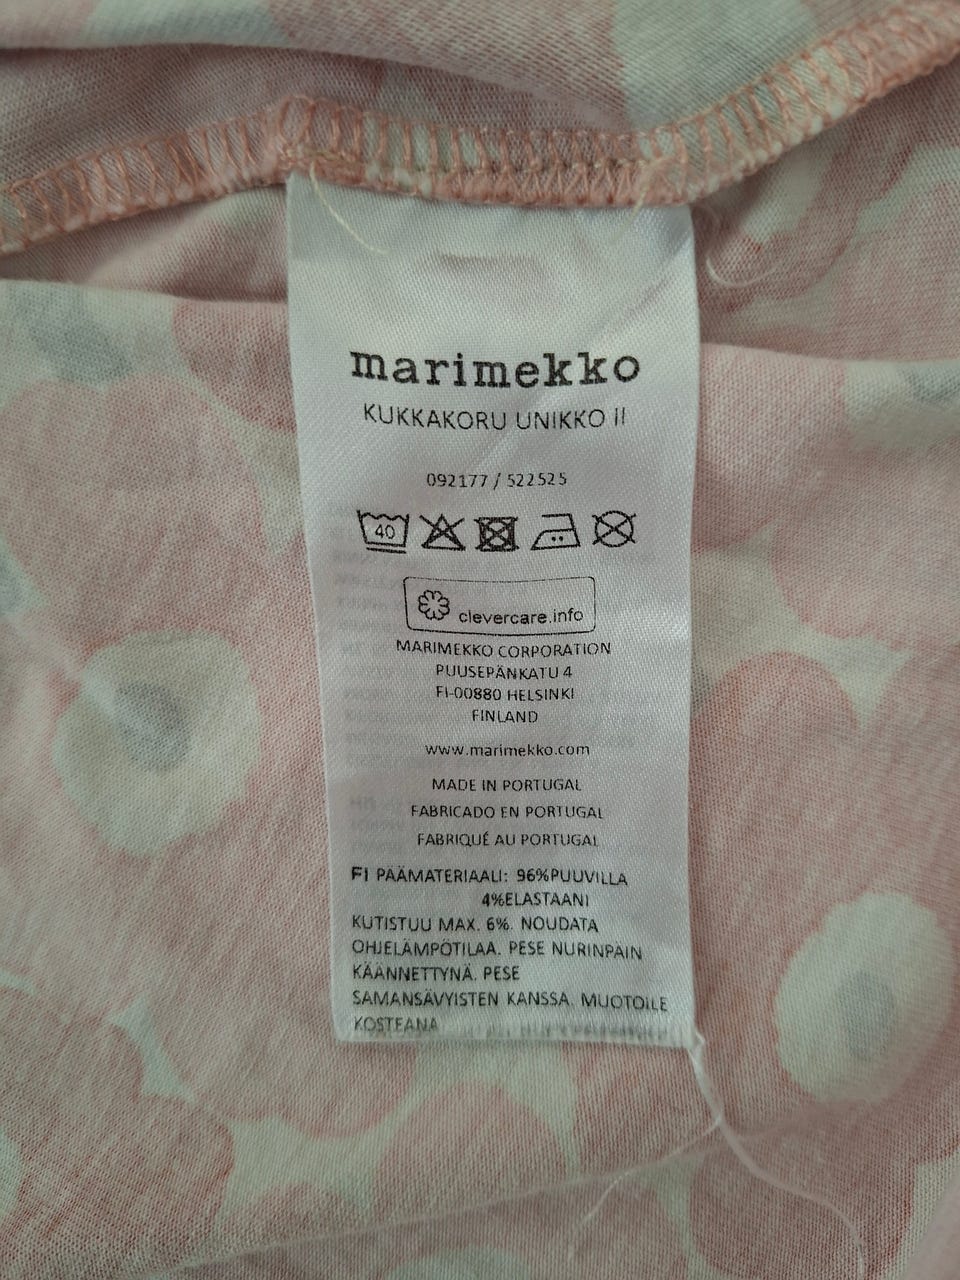 marimekko
KUKKAKORU UNIKKO II
092177 / 522525
40
clevercare.info
MARIMEKKO CORPORATION
PUUSEPÄNKATU 4
FI-00880 HELSINKI
FINLAND
www.marimekko.com
MADE IN PORTUGAL
FABRICADO EN PORTUGAL
FABRIQUÉ AU PORTUGAL
FI PÄÄMATERIAALI: 96%PUUVILLA
4%ELASTAANI
KUTISTUU MAX. 6%. NOUDATA
OHJELÄMPÖTILAA. PESE NURINPÄIN
KÄÄNNETTYNÄ. PESE
SAMANSÄVYISTEN KANSSA. MUOTOILE
KOSTEANA